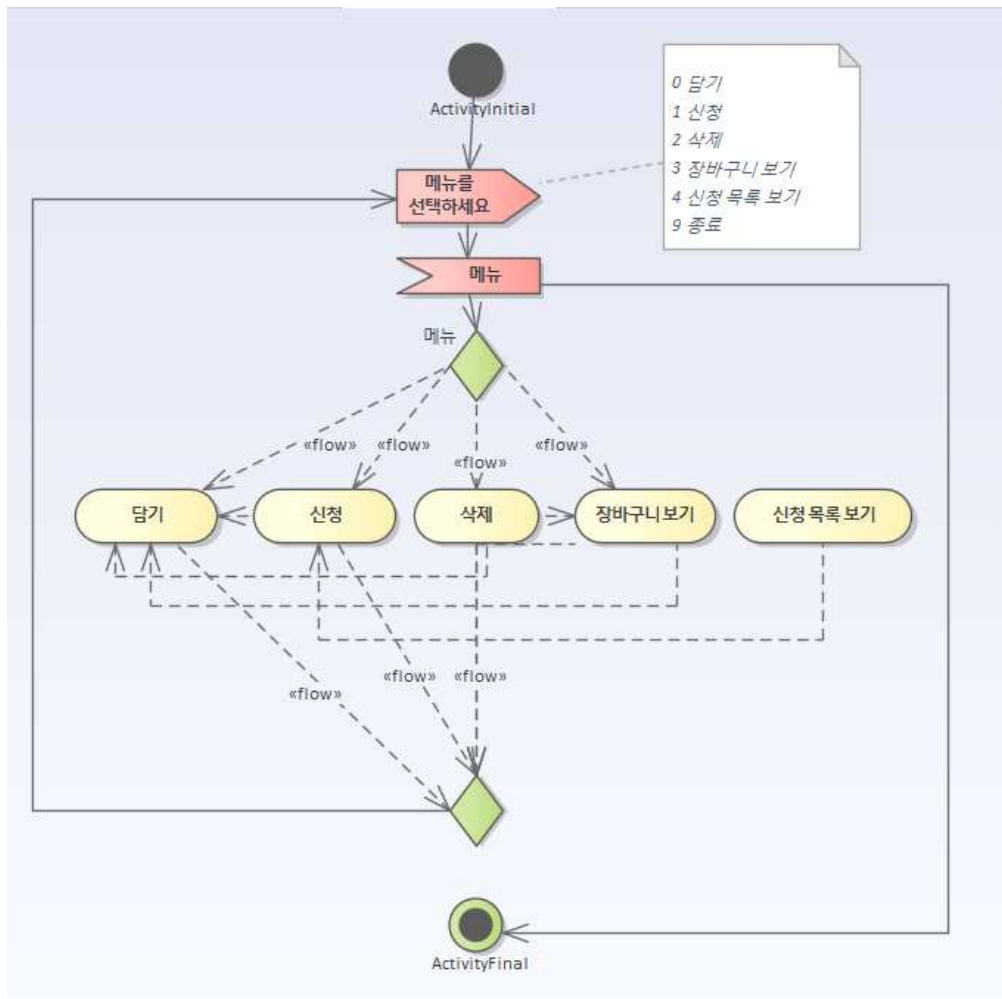 ActivityInitial
0 담기
1 신청
2 삭제
3 장바구니 보기
4 신청 목록 보기
9 종료
메뉴를
선택하세요
메뉴
메뉴
«flow»
«flow»
«flow»
«flow»
담기
신청
삭제
장바구니 보기
신청 목록 보기
«flow»
«flow»
«flow»
ActivityFinal